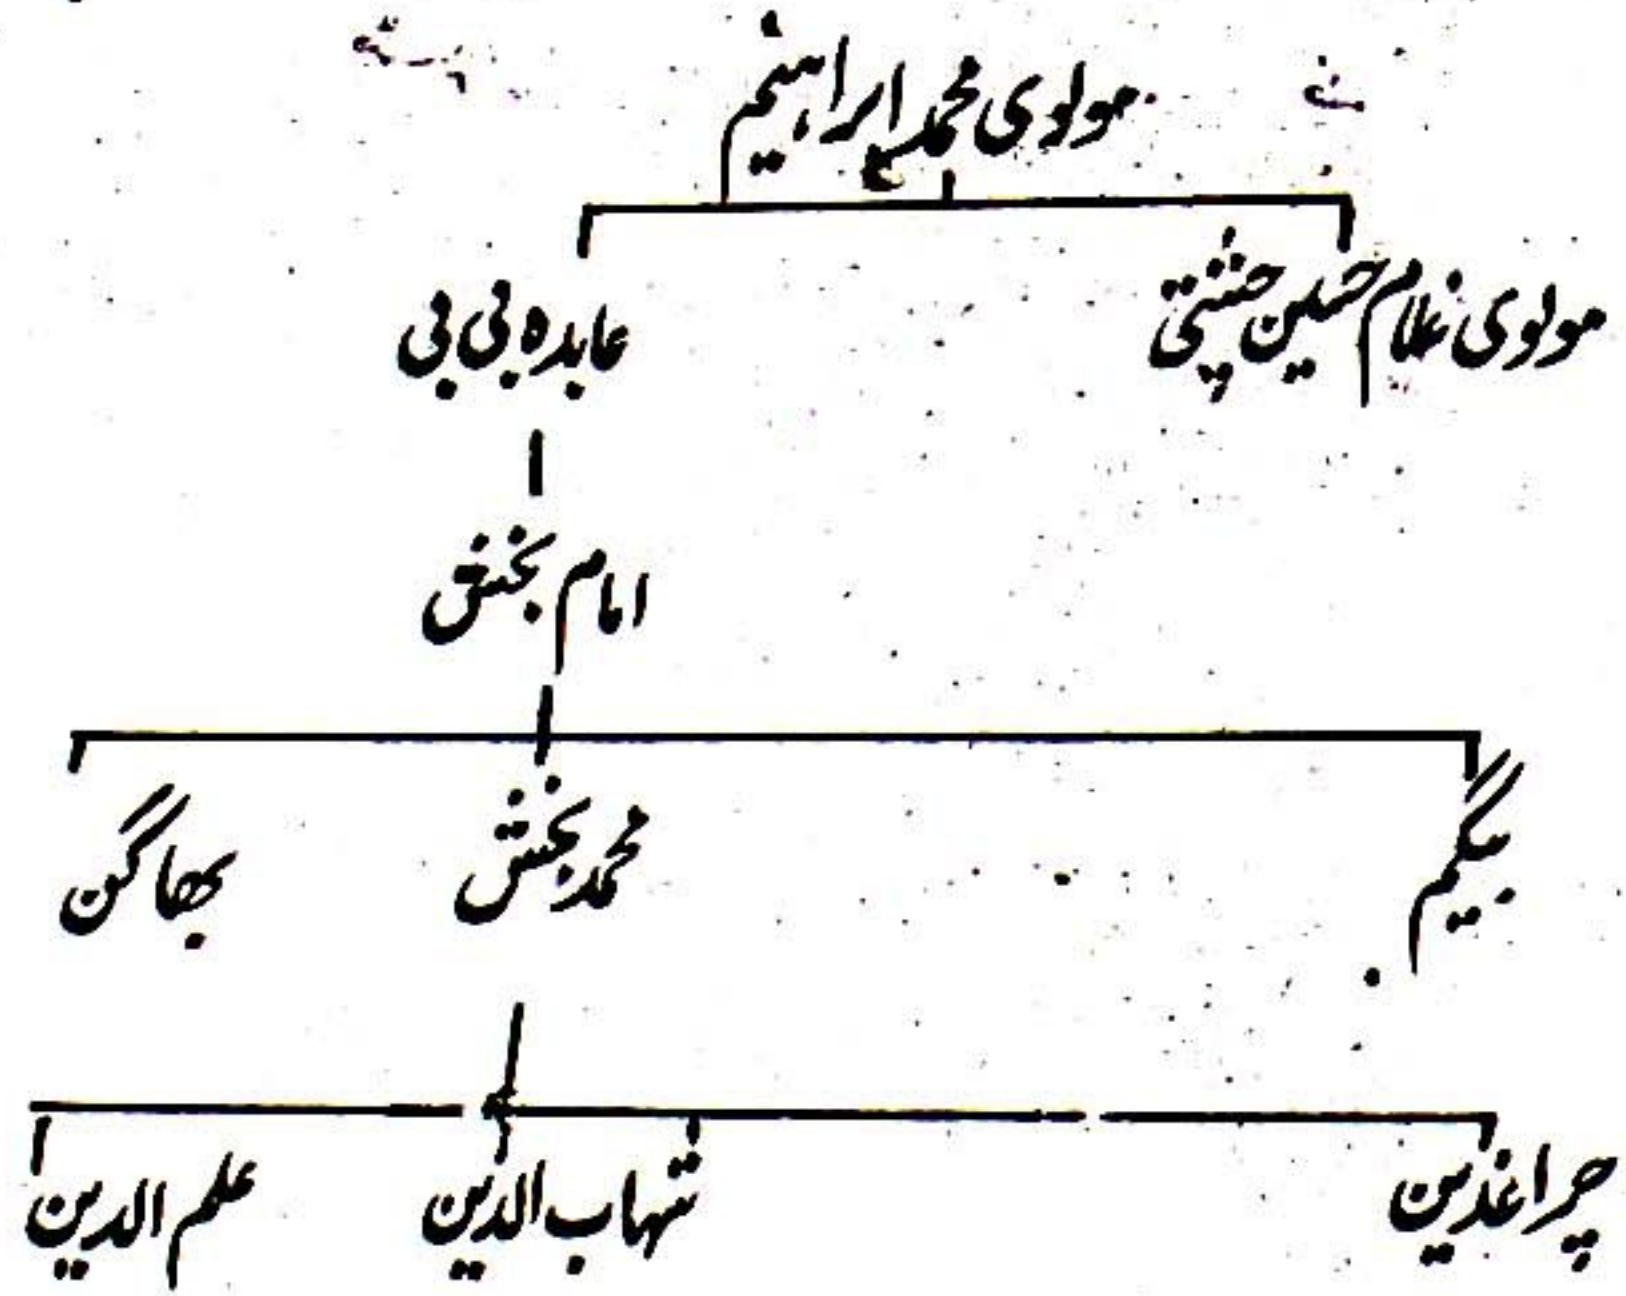 مولوی محمد ابراہیم
مولوی غلام حسین چشتی عابدہ بی بی
امام بخش
بیگم محمد بخش بھاگن
چراغدین شہاب الدین علم الدین